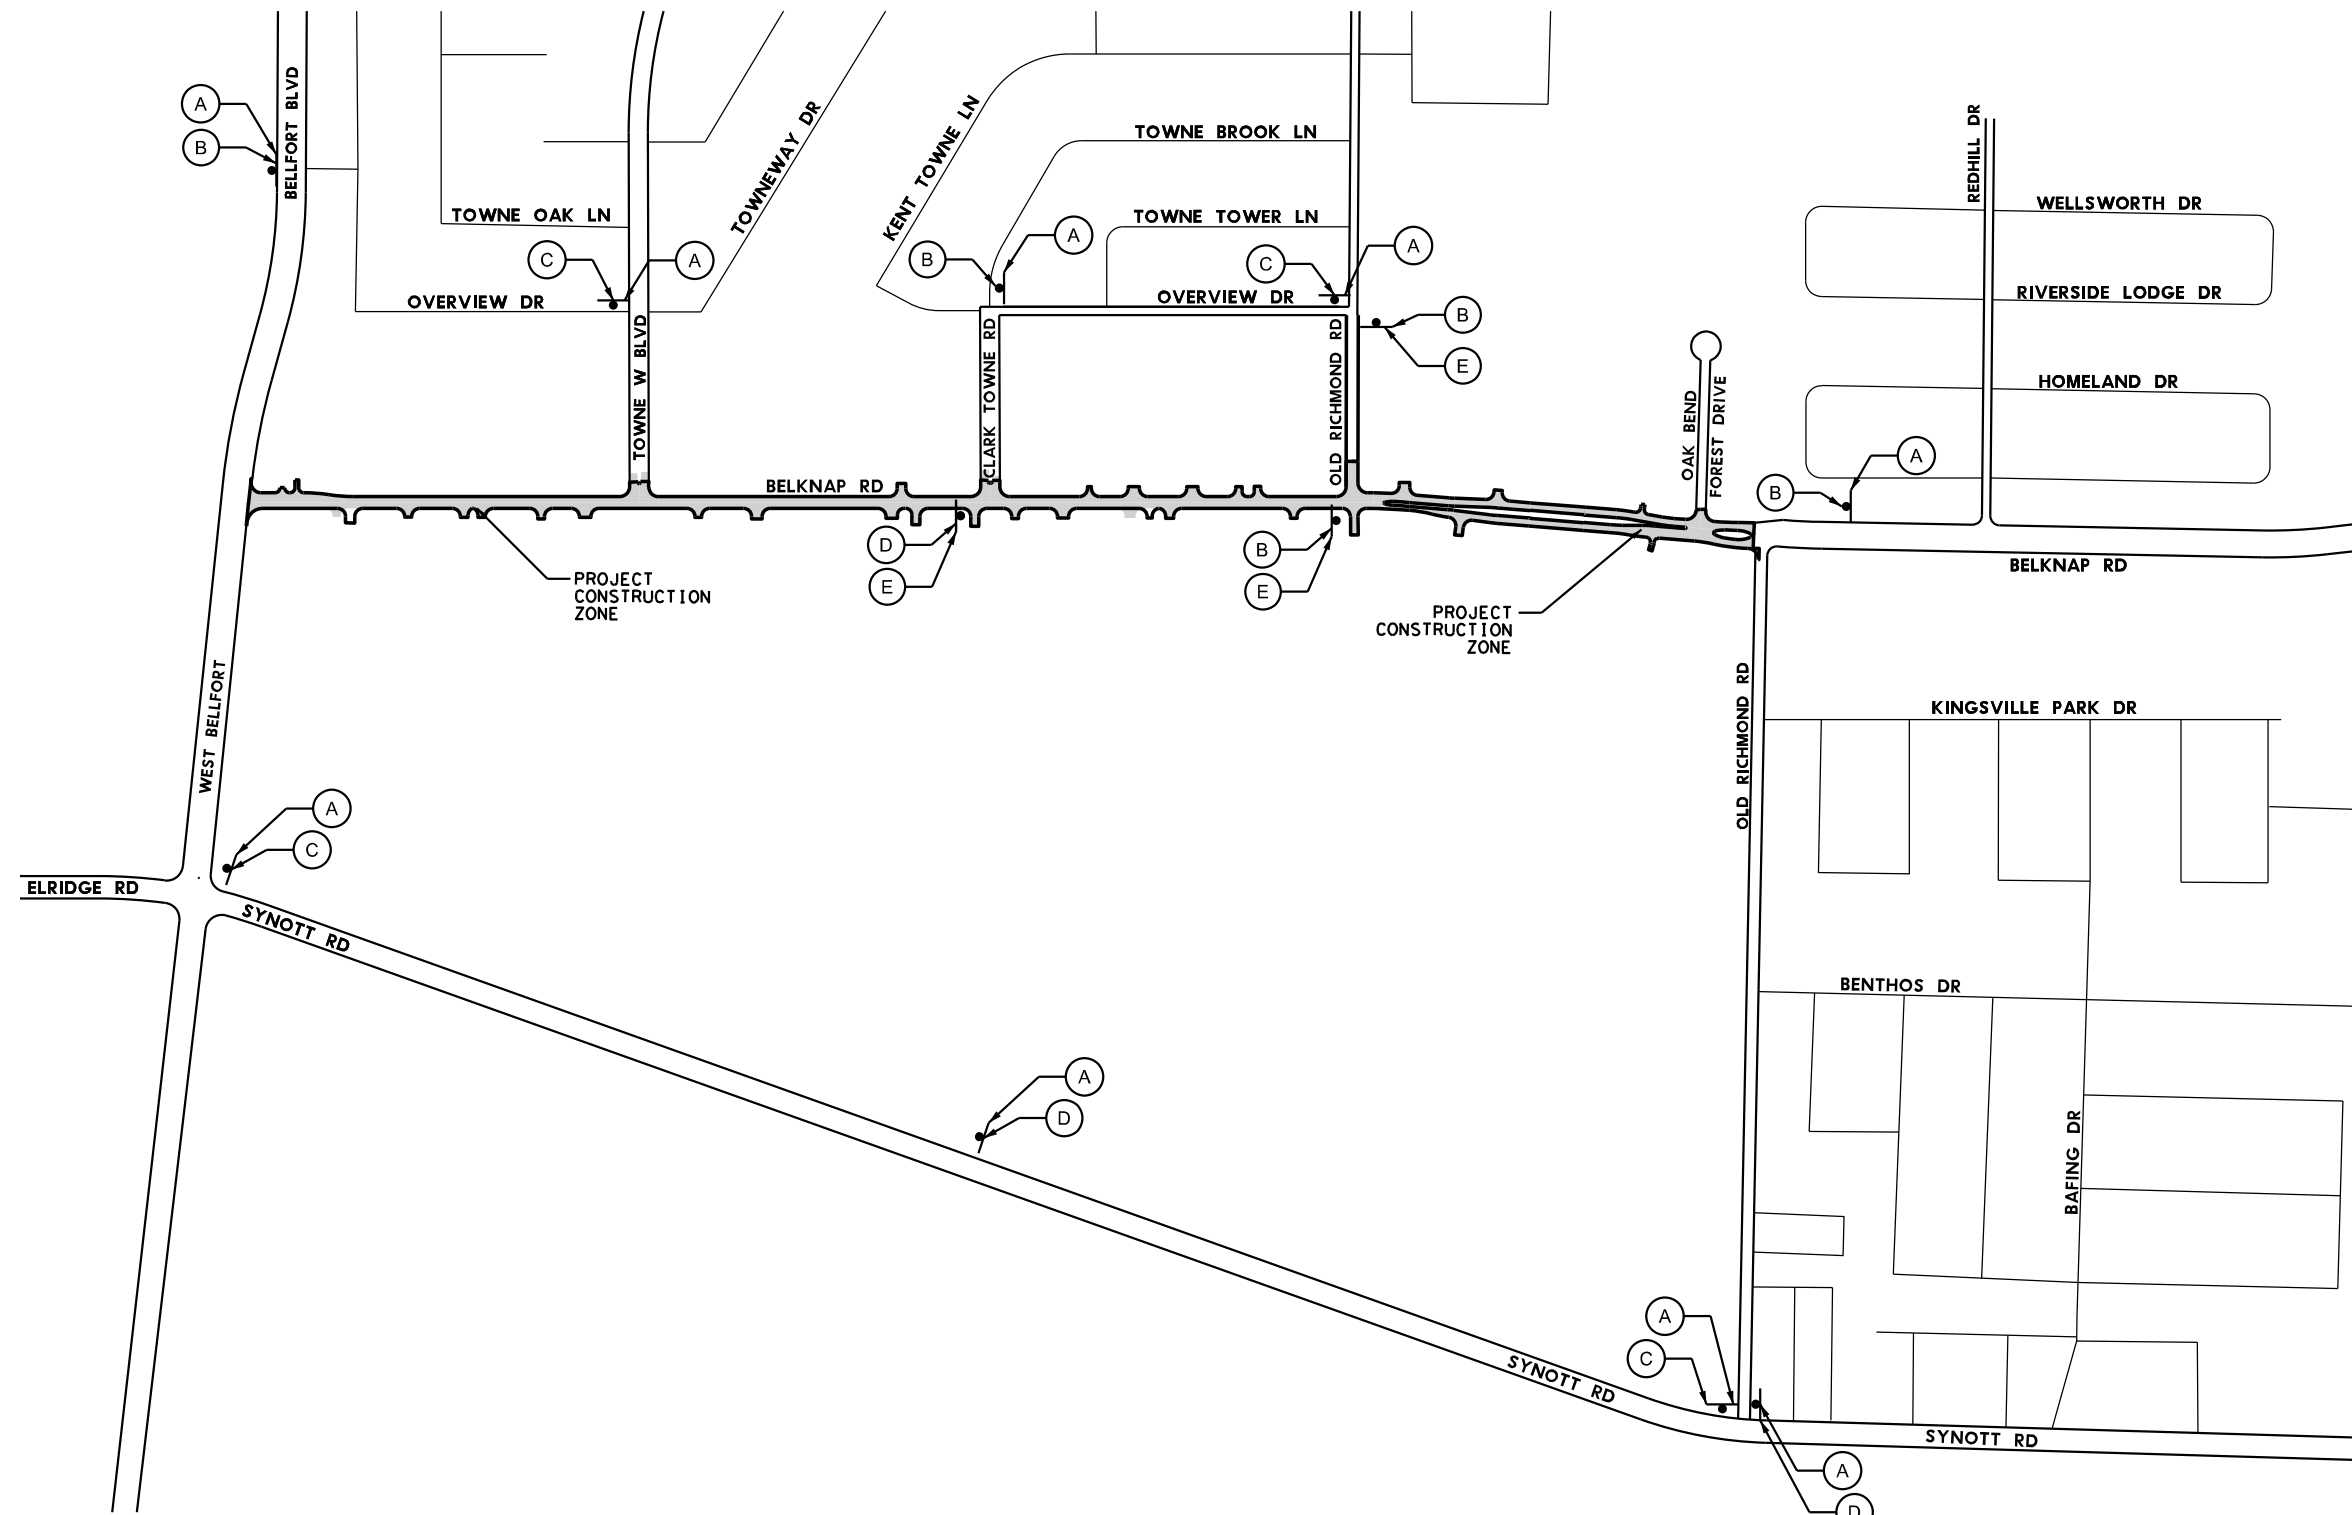 BELLFORT BLVD
A
B
TOWNE OAK LN
TOWNEWAY DR
KENT TOWNE LN
TOWNE BROOK LN
TOWNE TOWER LN
REDHILL DR
WELLSWORTH DR
RIVERSIDE LODGE DR
HOMELAND DR
C
A
OVERVIEW DR
TOWNE W BLVD
B
A
C
A
OVERVIEW DR
B
E
CLARK TOWNE RD
OLD RICHMOND RD
OAK BEND
FOREST DRIVE
A
B
BELKNAP RD
D
E
B
E
BELKNAP RD
PROJECT
CONSTRUCTION
ZONE
PROJECT
CONSTRUCTION
ZONE
WEST BELLFORT
OLD RICHMOND RD
KINGSVILLE PARK DR
A
C
ELRIDGE RD
SYNOTT RD
BENTHOS DR
A
D
BAFING DR
A
C
SYNOTT RD
SYNOTT RD
A
D